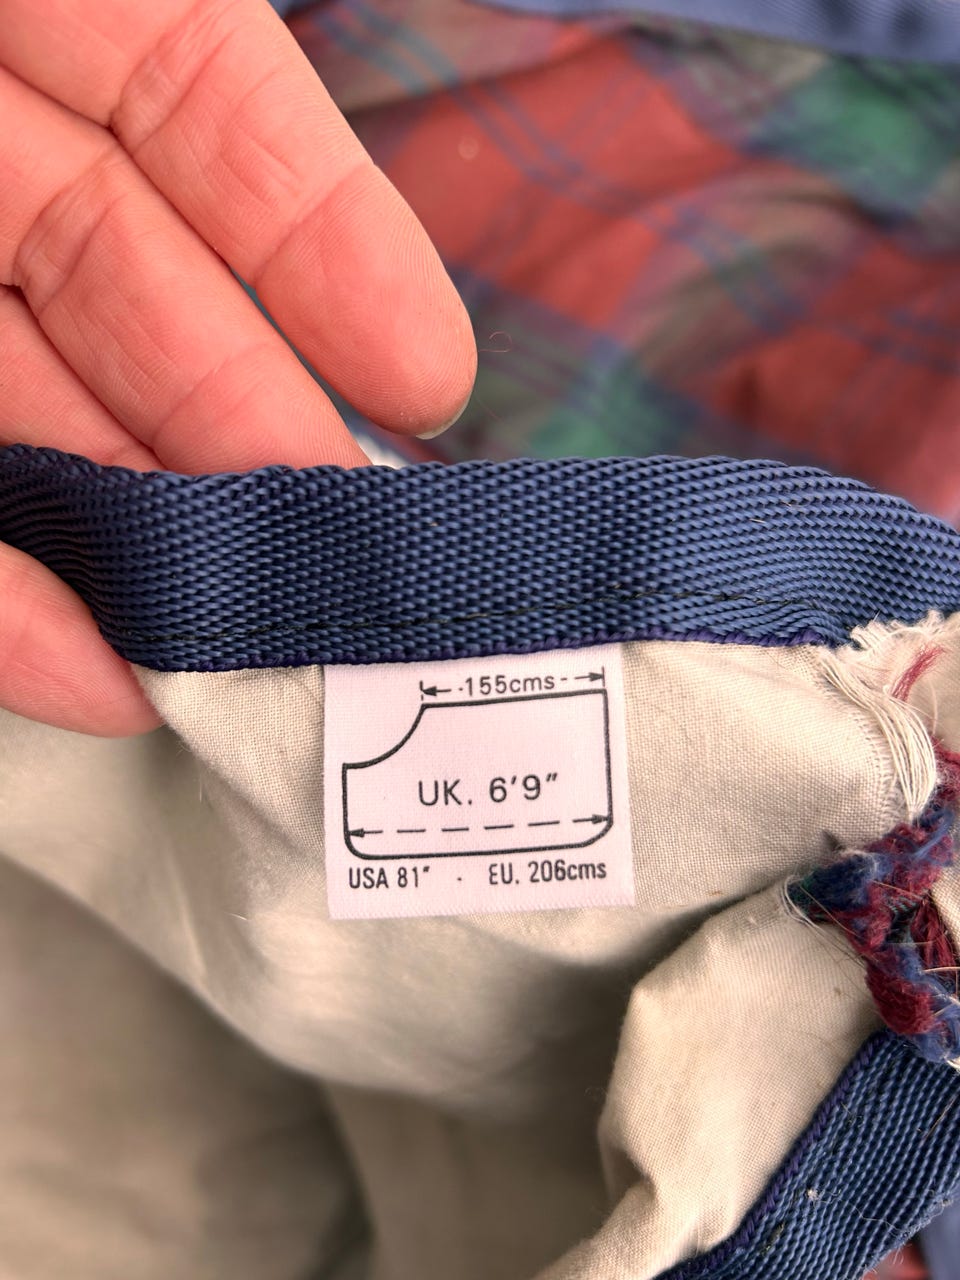 155cms
UK. 6'9"
USA 81" · EU. 206cms